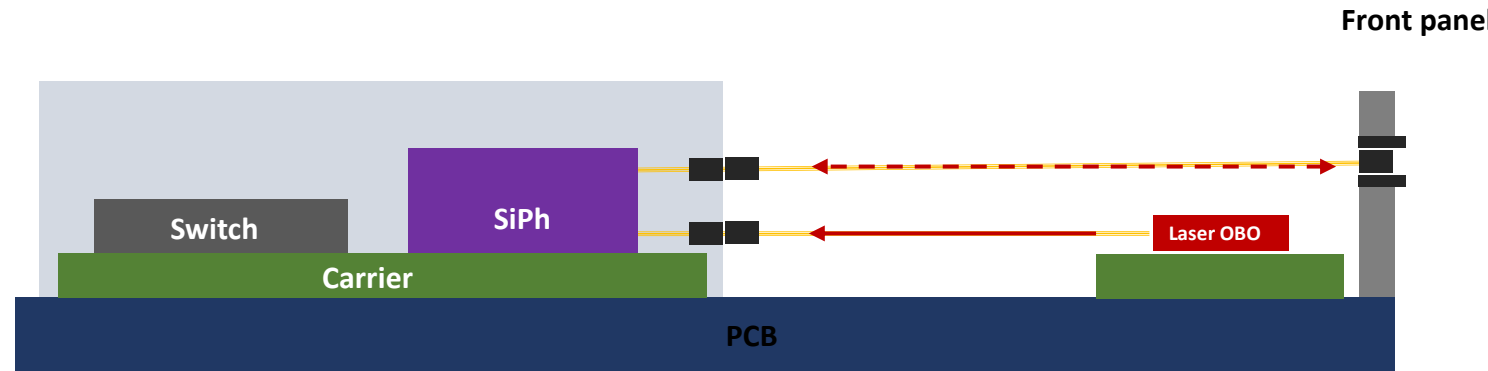 Front panel
SiPh
Switch
Laser OBO
Carrier
PCB